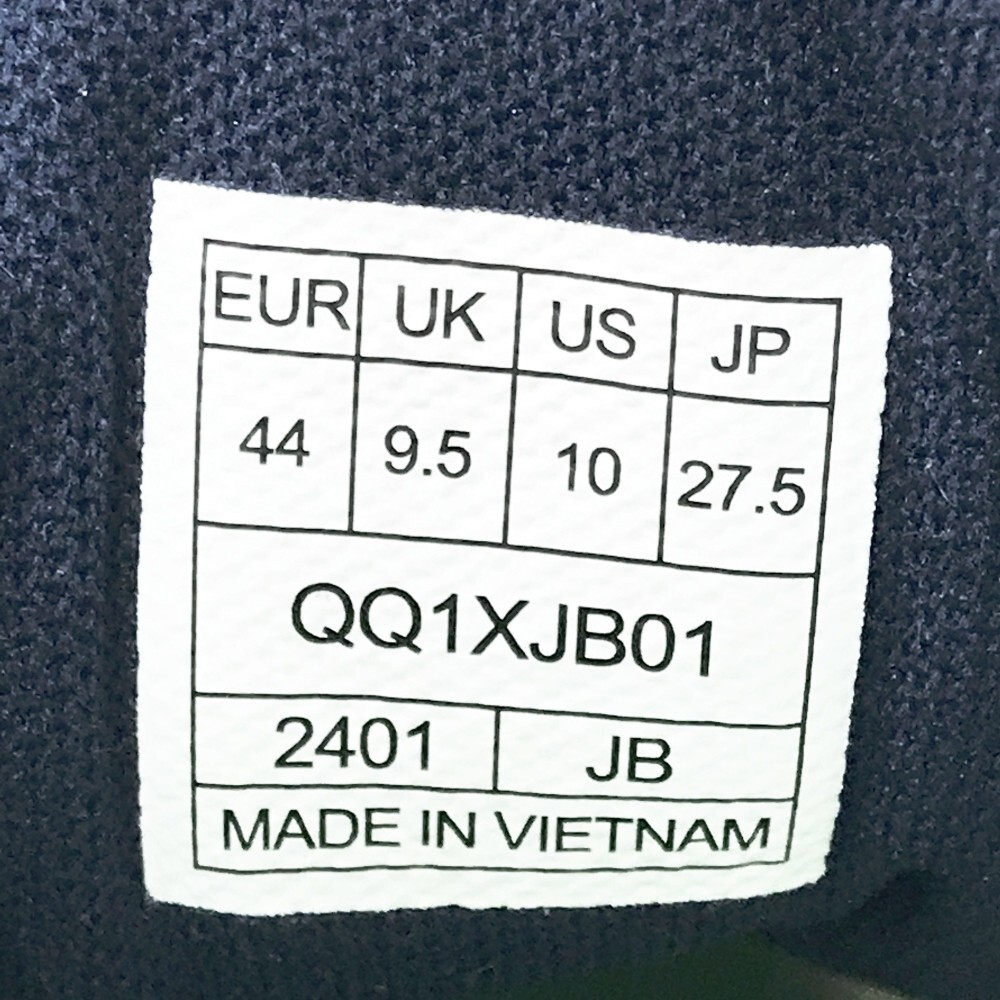 EUR UK US JP
44 9.5 10 27.5
QQ1XJB01
2401 JB
MADE IN VIETNAM